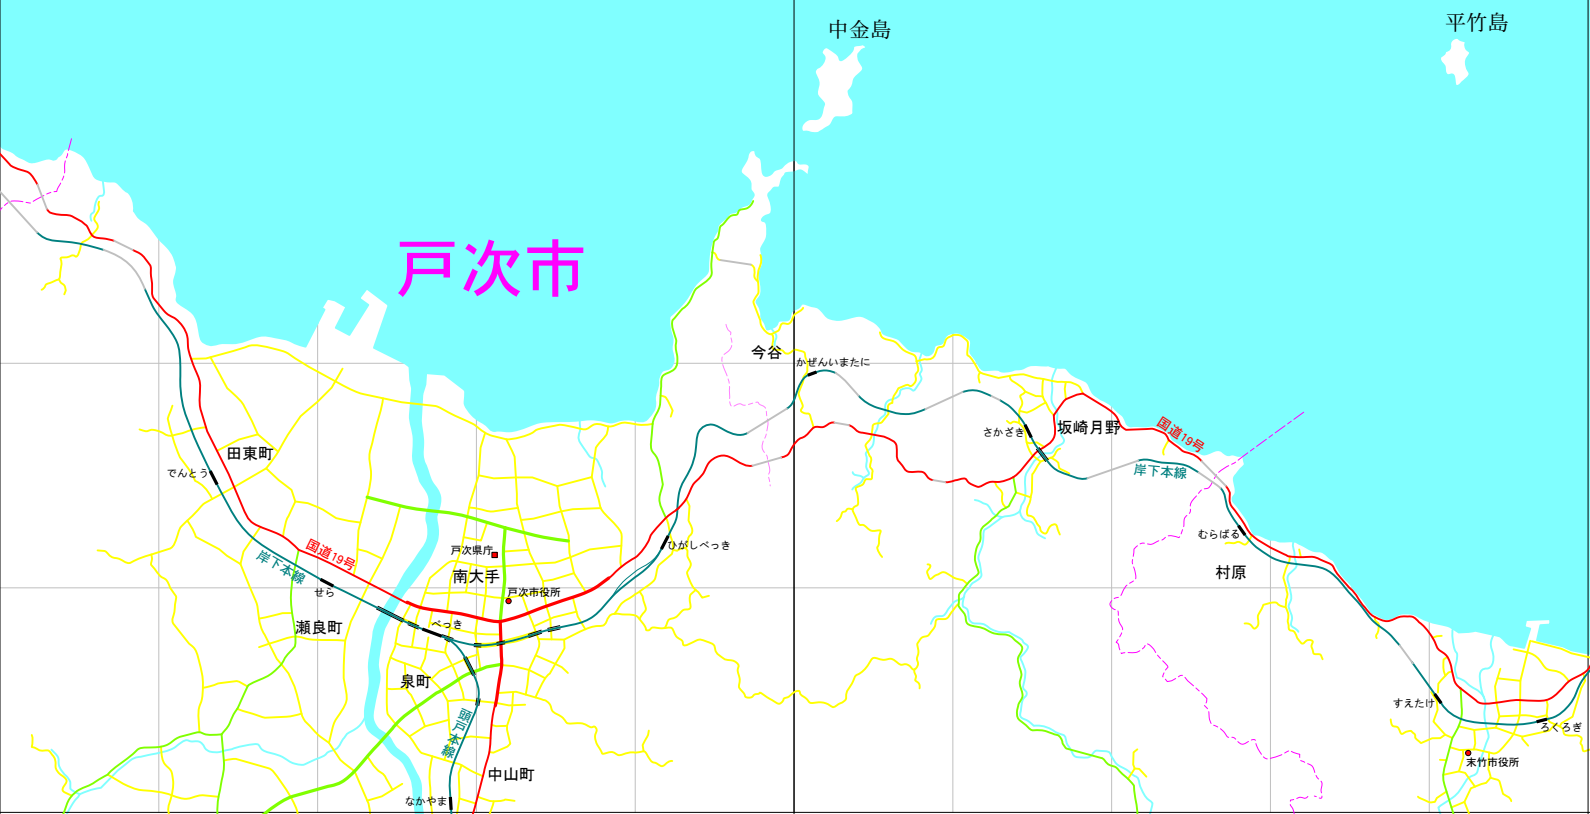 中金島
平竹島
戸次市
今谷
かぜんいまたに
さかざき
坂崎月野
国道19号
岸下本線
田東町
でんとう
国道19号
岸下本線
せら
戸次県庁
南大手
戸次市役所
ひがしべっき
べっき
瀬良町
泉町
頭戸本線
中山町
なかやま
むらばる
村原
すえたけ
ろくろぎ
末竹市役所